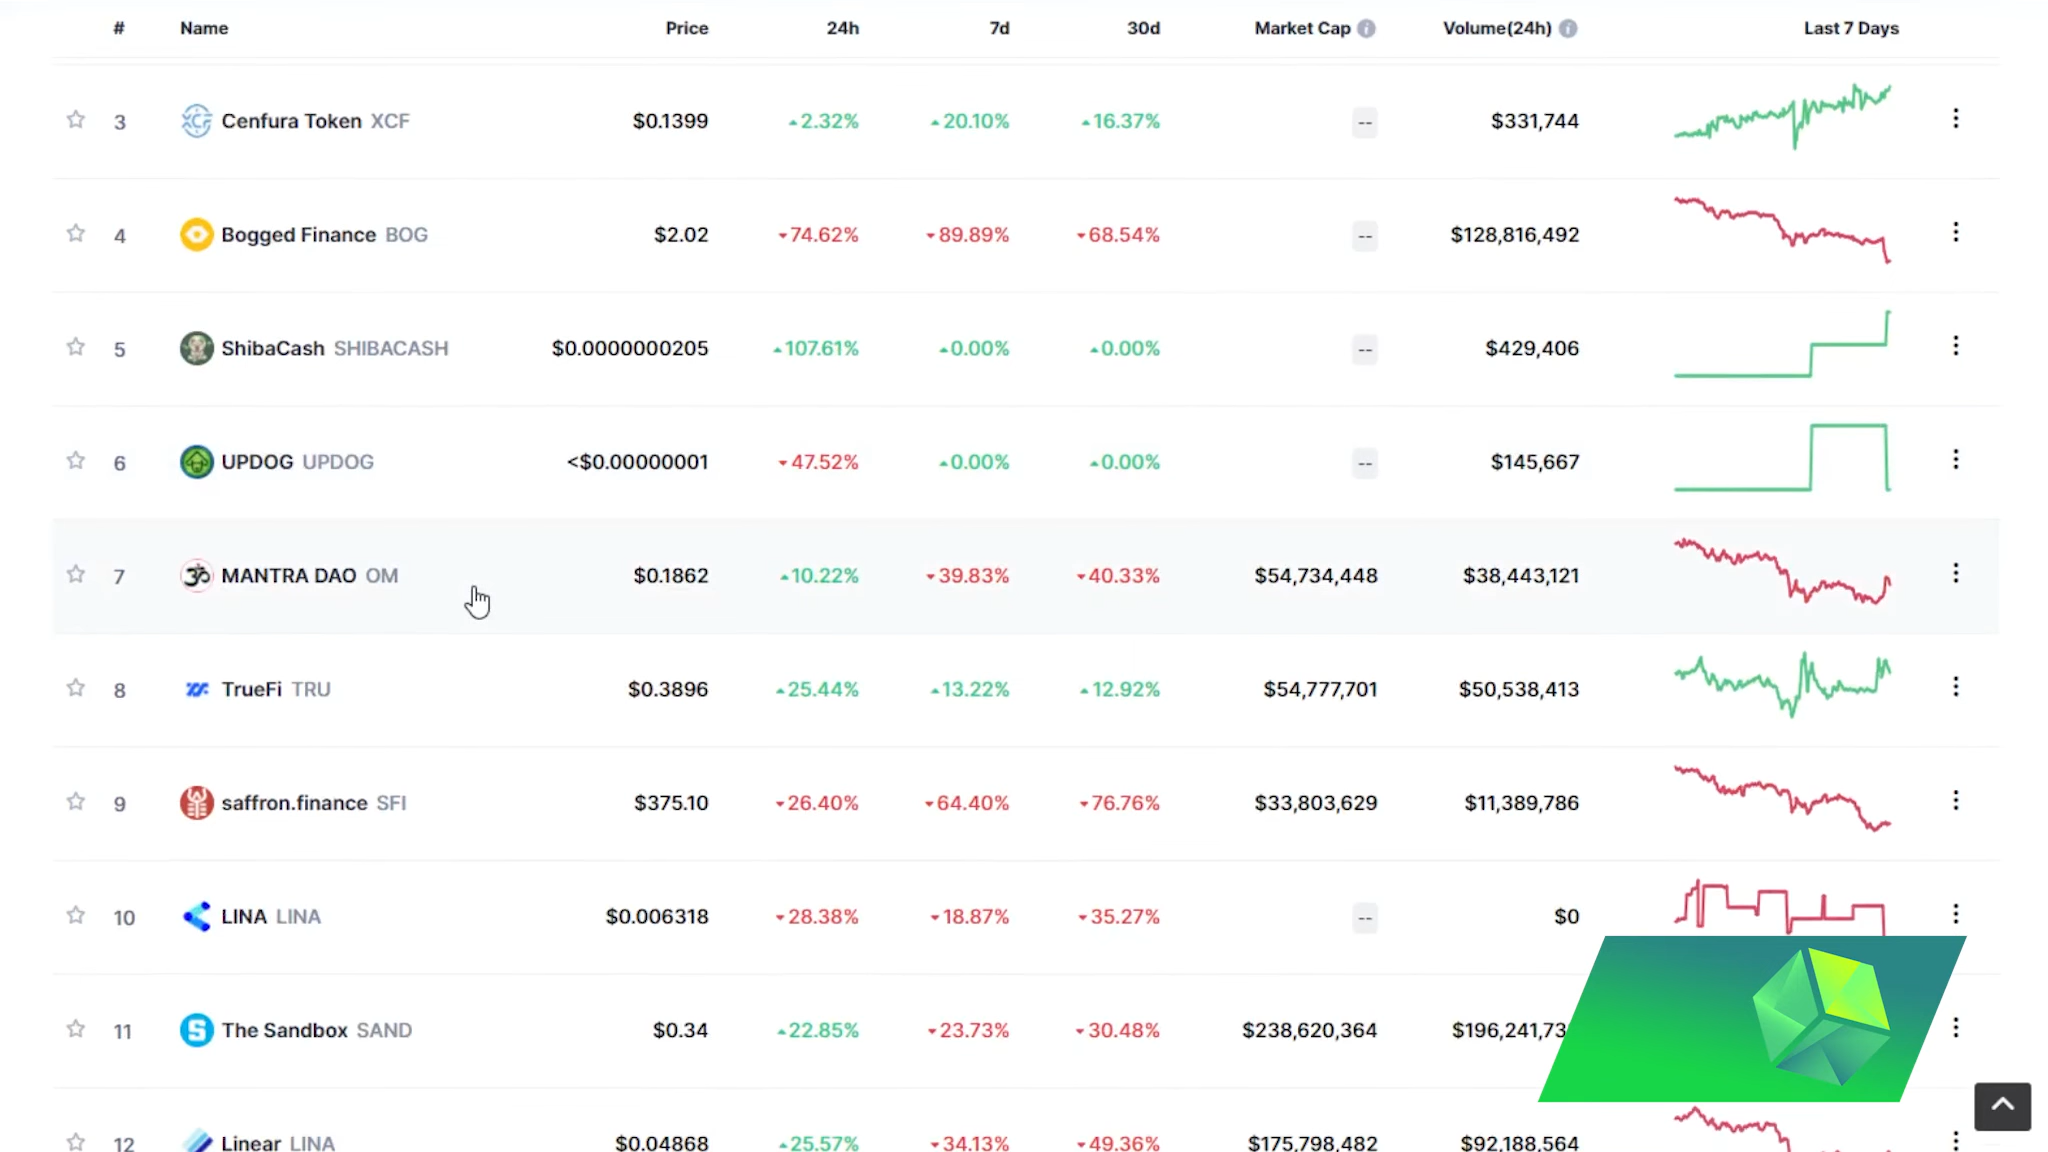 # Name Price 24h 7d 30d Market Cap Volume(24h) Last 7 Days
3 Cenfura Token XCF $0.1399 2.32% 20.10% 16.37% -- $331,744
4 Bogged Finance BOG $2.02 74.62% 89.89% 68.54% -- $128,816,492
5 ShibaCash SHIBACASH $0.0000000205 107.61% 0.00% 0.00% -- $429,406
6 UPDOG UPDOG <$0.00000001 47.52% 0.00% 0.00% -- $145,667
7 MANTRA DAO OM $0.1862 10.22% 39.83% 40.33% $54,734,448 $38,443,121
8 TrueFi TRU $0.3896 25.44% 13.22% 12.92% $54,777,701 $50,538,413
9 saffron.finance SFI $375.10 26.40% 64.40% 76.76% $33,803,629 $11,389,786
10 LINA LINA $0.006318 28.38% 18.87% 35.27% -- $0
11 The Sandbox SAND $0.34 22.85% 23.73% 30.48% $238,620,364
12 Linear LINA $0.04868 25.57% 34.13% 49.36% $175,798,482 $92,188,564